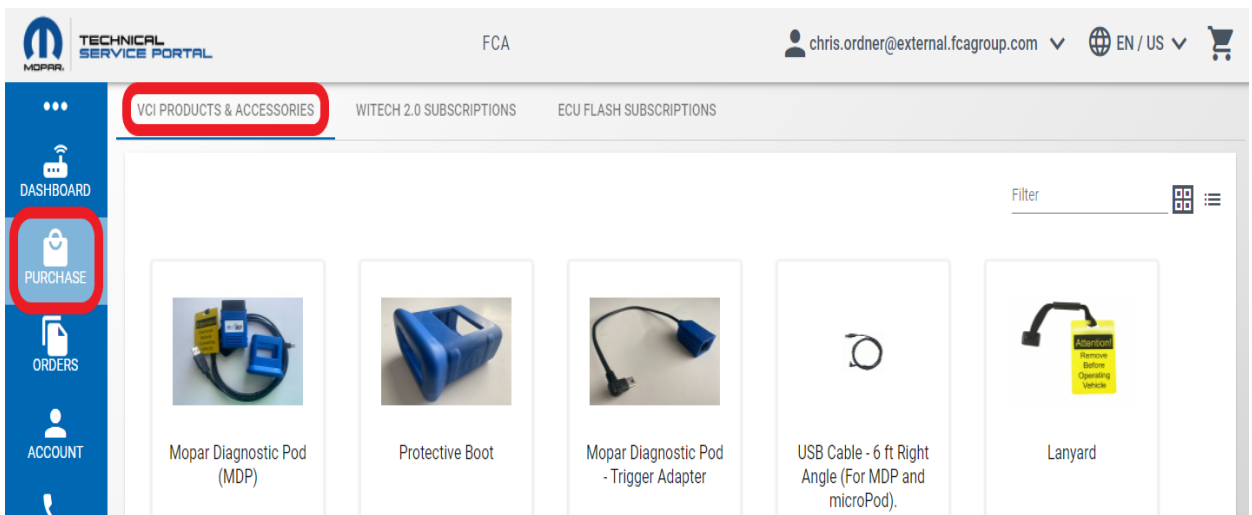 MOPAR.
TECHNICAL
SERVICE PORTAL
FCA
chris.ordner@external.fcagroup.com
EN / US
VCI PRODUCTS & ACCESSORIES
WITECH 2.0 SUBSCRIPTIONS
ECU FLASH SUBSCRIPTIONS
DASHBOARD
PURCHASE
ORDERS
ACCOUNT
Filter
Attention!
Remove
Before
Operating
Vehicle
Mopar Diagnostic Pod
(MDP)
Protective Boot
Mopar Diagnostic Pod
- Trigger Adapter
USB Cable - 6 ft Right
Angle (For MDP and
microPod).
Lanyard